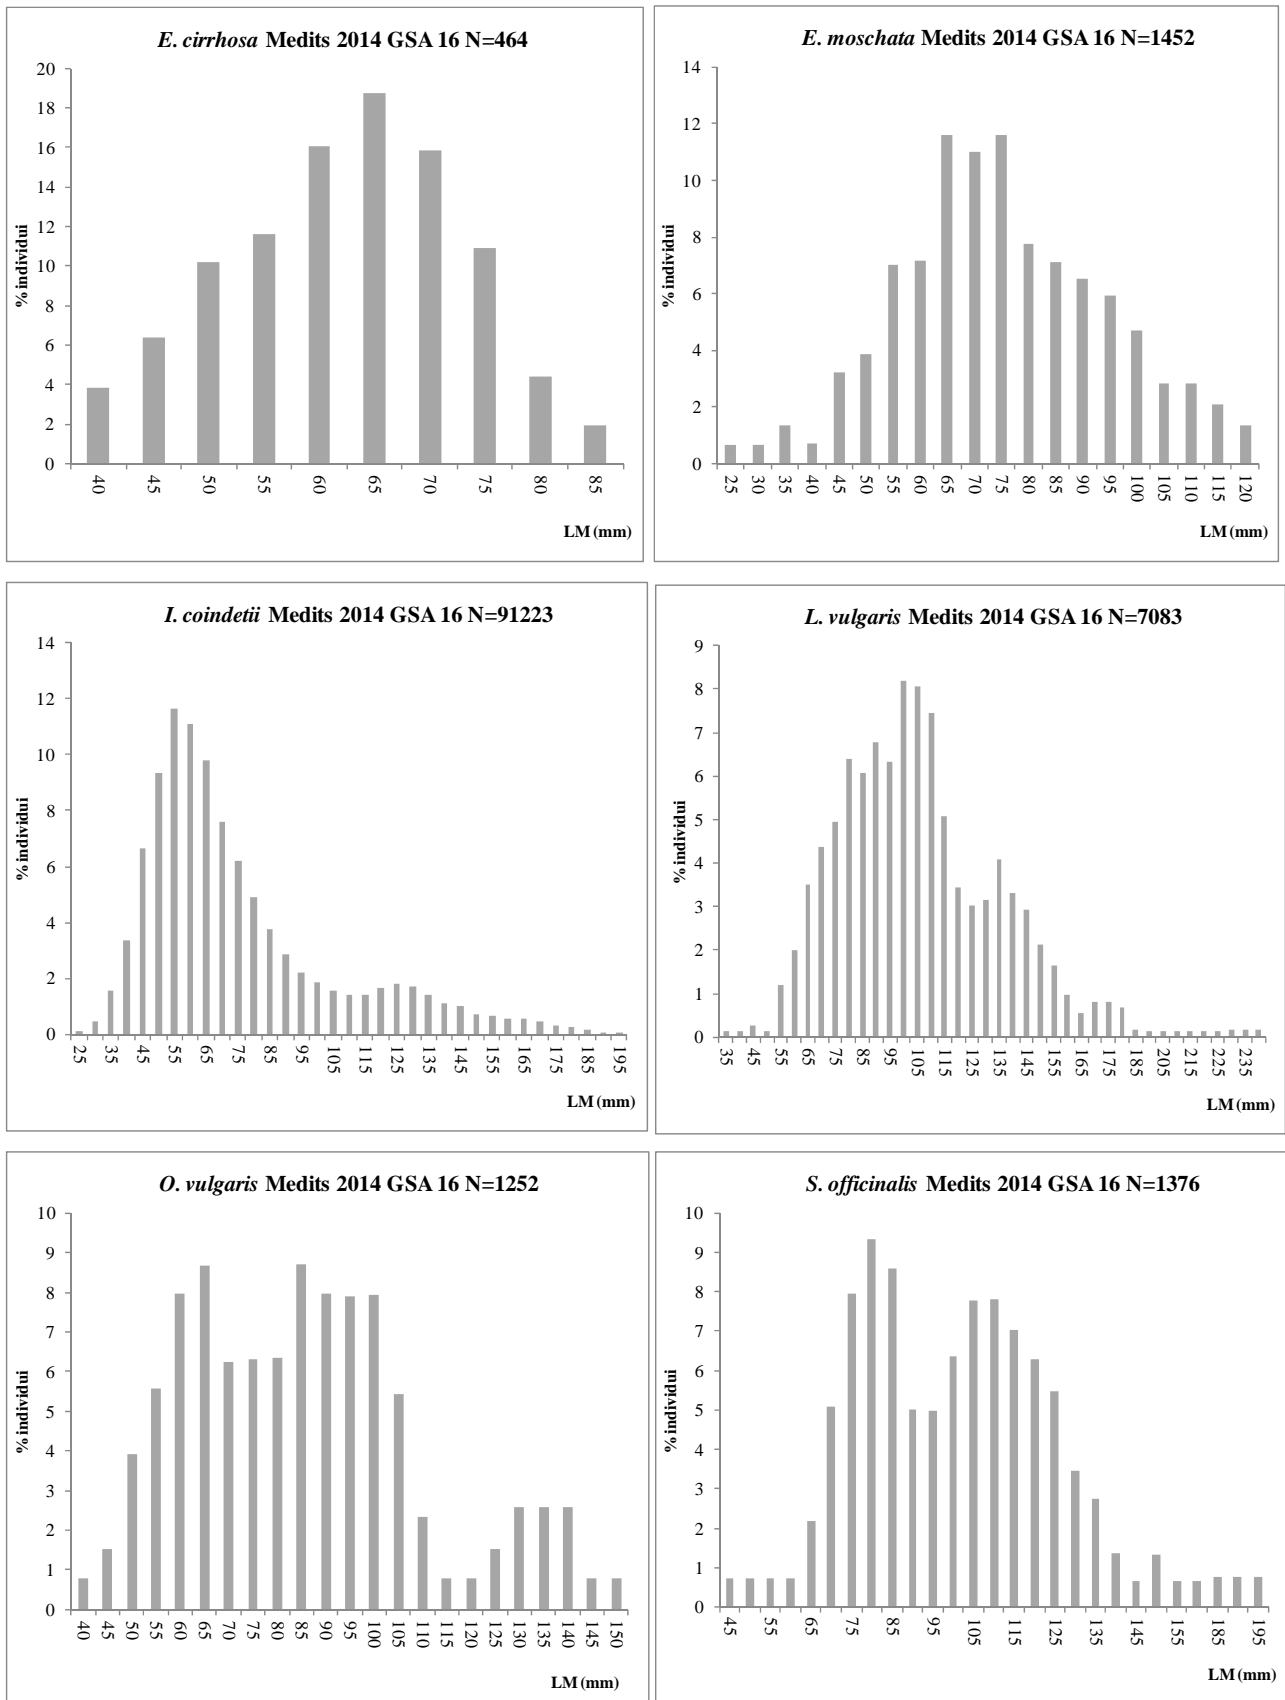 E. cirrhosa Medits 2014 GSA 16 N=464
20
18
16
14
12
10
8
6
4
2
0
% individui
40 45 50 55 60 65 70 75 80 85
LM (mm)
E. moschata Medits 2014 GSA 16 N=1452
14
12
10
8
6
4
2
0
% individui
25 30 35 40 45 50 55 60 65 70 75 80 85 90 95 100 105 110 115 120
LM (mm)
I. coindetii Medits 2014 GSA 16 N=91223
14
12
10
8
6
4
2
0
% individui
25 35 45 55 65 75 85 95 105 115 125 135 145 155 165 175 185 195
LM (mm)
L. vulgaris Medits 2014 GSA 16 N=7083
9
8
7
6
5
4
3
2
1
0
% individui
35 45 55 65 75 85 95 105 115 125 135 145 155 165 175 185 205 215 225 235
LM (mm)
O. vulgaris Medits 2014 GSA 16 N=1252
10
9
8
7
6
5
4
3
2
1
0
% individui
40 45 50 55 60 65 70 75 80 85 90 95 100 105 110 115 120 125 130 135 140 145 150
LM (mm)
S. officinalis Medits 2014 GSA 16 N=1376
10
9
8
7
6
5
4
3
2
1
0
% individui
45 55 65 75 85 95 105 115 125 135 145 155 185 195
LM (mm)